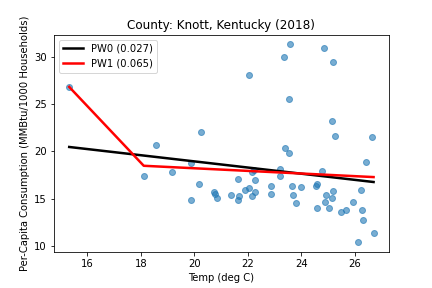 County: Knott, Kentucky (2018)
PW0 (0.027)
PW1 (0.065)
Per-Capita Consumption (MMBtu/1000 Households)
30
25
20
15
10
16 18 20 22 24 26
Temp (deg C)